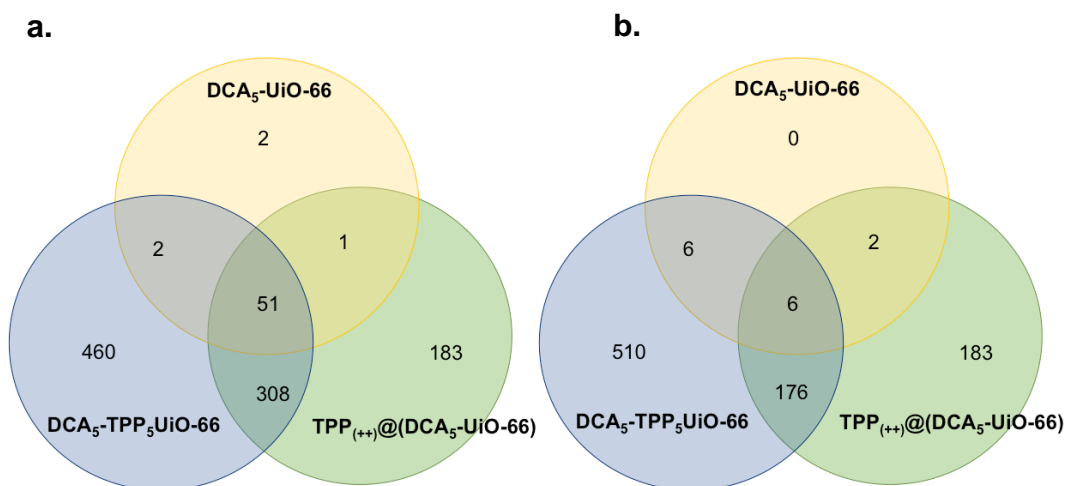 a.
DCA₅-UiO-66
2
2
1
51
460
183
308
DCA₅-TPP₅UiO-66
TPP₍₊₊₎@(DCA₅-UiO-66)
b.
DCA₅-UiO-66
0
6
2
6
510
183
176
DCA₅-TPP₅UiO-66
TPP₍₊₊₎@(DCA₅-UiO-66)